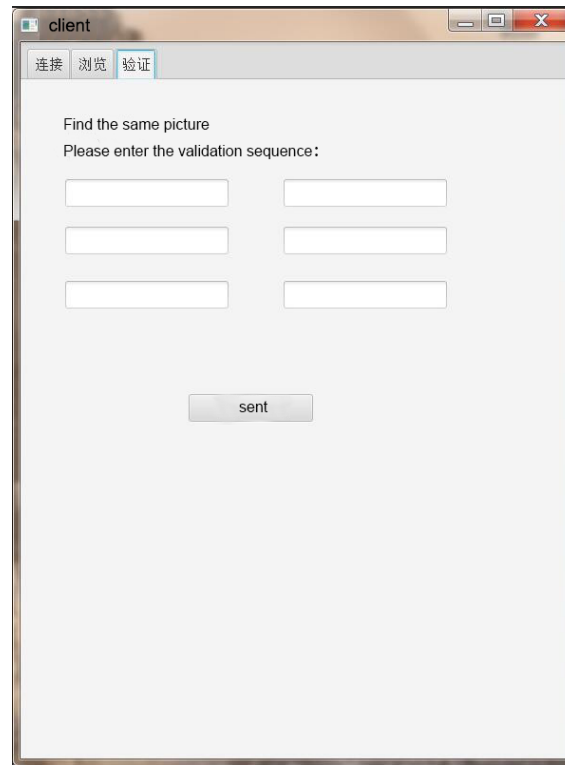 client
连接 浏览 验证
Find the same picture
Please enter the validation sequence：
sent